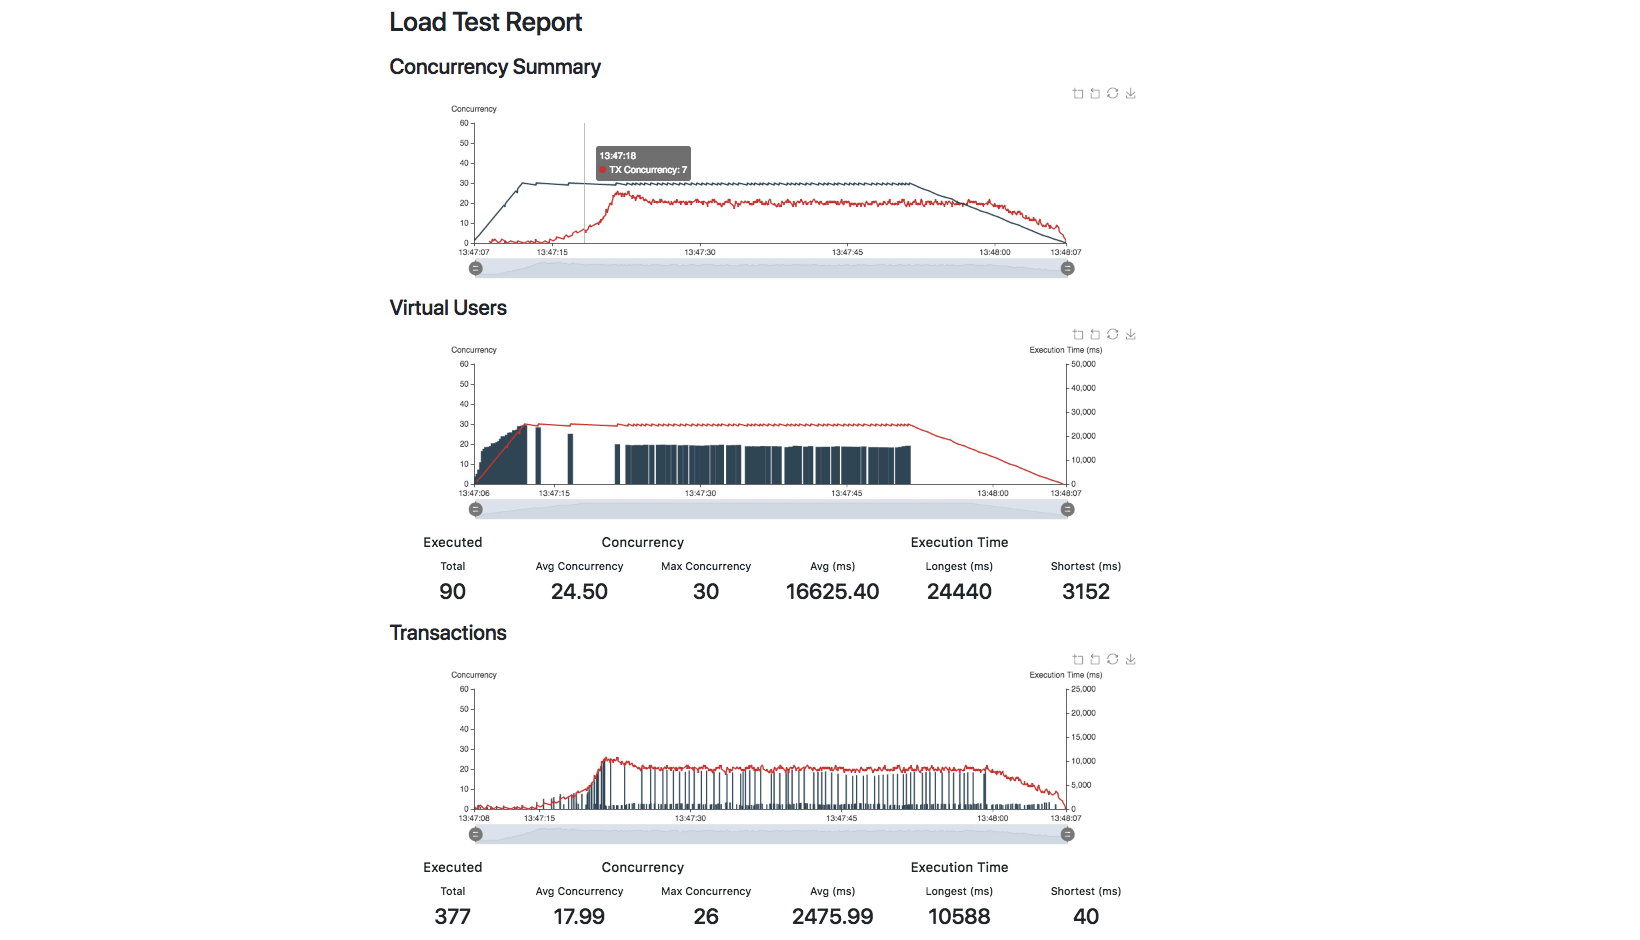 Load Test Report
Concurrency Summary
Concurrency
60
50
40
30
20
10
0
13:47:18
TX Concurrency: 7
13:47:07 13:47:15 13:47:30 13:47:45 13:48:00 13:48:07
Virtual Users
Concurrency Execution Time (ms)
60 50,000
50 40,000
40 30,000
30 20,000
20 10,000
10 0
0
13:47:06 13:47:15 13:47:30 13:47:45 13:48:00 13:48:07
Executed Concurrency Execution Time
Total Avg Concurrency Max Concurrency Avg (ms) Longest (ms) Shortest (ms)
90 24.50 30 16625.40 24440 3152
Transactions
Concurrency Execution Time (ms)
60 25,000
50 20,000
40 15,000
30 10,000
20 5,000
10 0
0
13:47:08 13:47:15 13:47:30 13:47:45 13:48:00 13:48:07
Executed Concurrency Execution Time
Total Avg Concurrency Max Concurrency Avg (ms) Longest (ms) Shortest (ms)
377 17.99 26 2475.99 10588 40